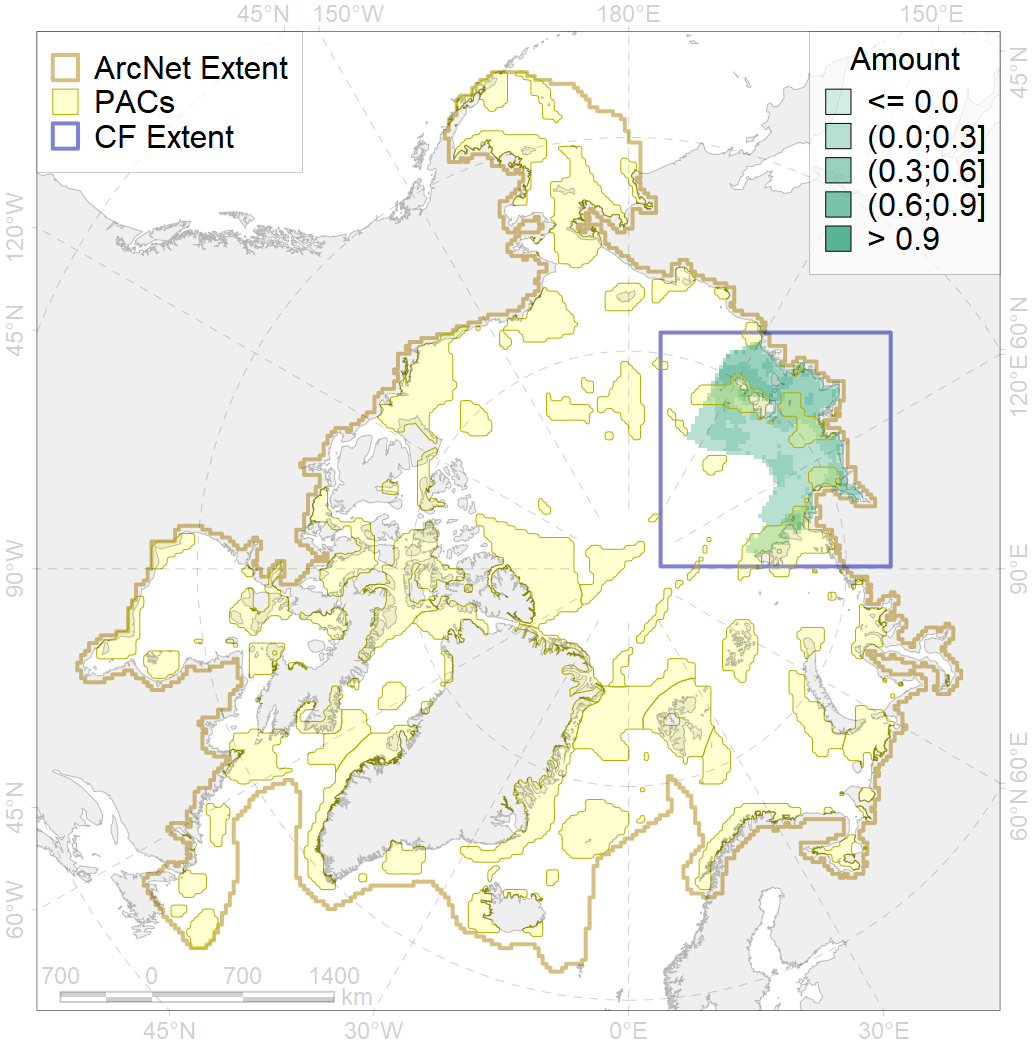 45°N 150°W 180°E 150°E
ArcNet Extent
PACs
CF Extent
Amount
<= 0.0
(0.0;0.3]
(0.3;0.6]
(0.6;0.9]
> 0.9
45°N
120°W
45°N
60°N
120°E
90°W
90°E
45°N
60°N
60°E
60°W
700 0 700 1400
km
45°N 30°W 0°E 30°E